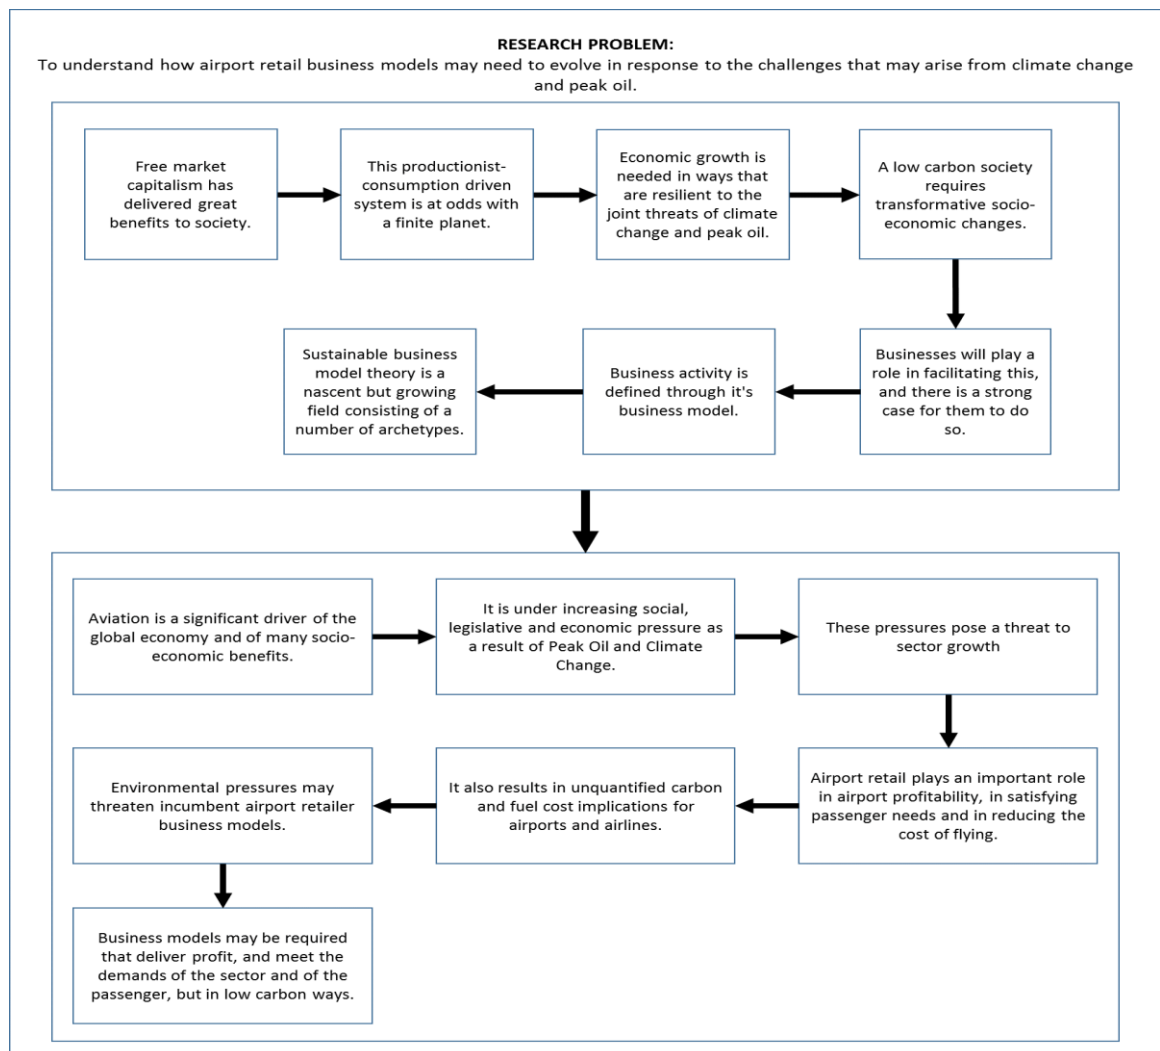 RESEARCH PROBLEM:
To understand how airport retail business models may need to evolve in response to the challenges that may arise from climate change
and peak oil.
Free market
capitalism has
delivered great
benefits to society.
This productionist-
consumption driven
system is at odds with
a finite planet.
Economic growth is
needed in ways that
are resilient to the
joint threats of climate
change and peak oil.
A low carbon society
requires
transformative socio-
economic changes.
Businesses will play a
role in facilitating this,
and there is a strong
case for them to do
so.
Business activity is
defined through it's
business model.
Sustainable business
model theory is a
nascent but growing
field consisting of a
number of archetypes.
Aviation is a significant driver of the
global economy and of many socio-
economic benefits.
It is under increasing social,
legislative and economic pressure as
a result of Peak Oil and Climate
Change.
These pressures pose a threat to
sector growth
Airport retail plays an important role
in airport profitability, in satisfying
passenger needs and in reducing the
cost of flying.
It also results in unquantified carbon
and fuel cost implications for
airports and airlines.
Environmental pressures may
threaten incumbent airport retailer
business models.
Business models may be required
that deliver profit, and meet the
demands of the sector and of the
passenger, but in low carbon ways.